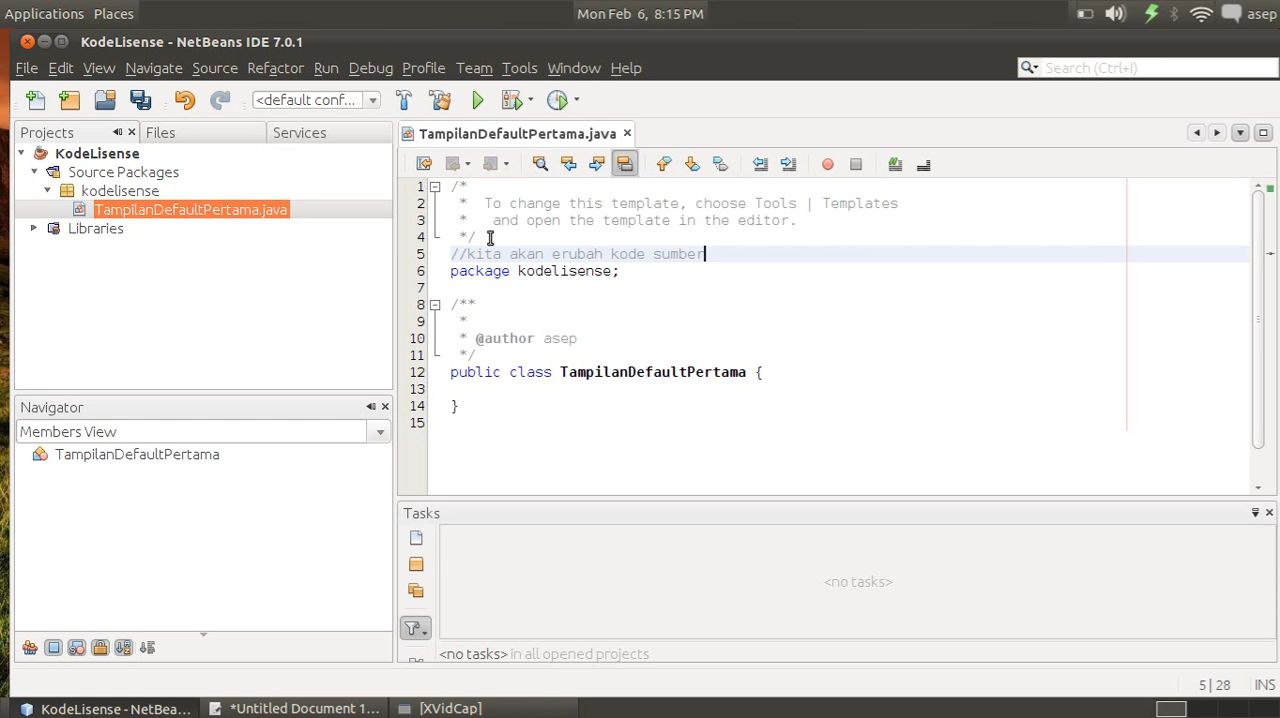 Applications Places Mon Feb 6, 8:15 PM asep
KodeLisense - NetBeans IDE 7.0.1
File Edit View Navigate Source Refactor Run Debug Profile Team Tools Window Help Search (Ctrl+I)
<default conf...
Projects Files Services TampilanDefaultPertama.java
KodeLisense
Source Packages
kodelisense
TampilanDefaultPertama.java
Libraries
1 /*
2 * To change this template, choose Tools | Templates
3 * and open the template in the editor.
4 */
5 //kita akan erubah kode sumber
6 package kodelisense;
7
8 /**
9 *
10 * @author asep
11 */
12 public class TampilanDefaultPertama {
13
14 }
15
Navigator
Members View
TampilanDefaultPertama
Tasks
<no tasks>
<no tasks> in all opened projects
5 | 28 INS
KodeLisense - NetBea... *Untitled Document 1... [XVidCap]